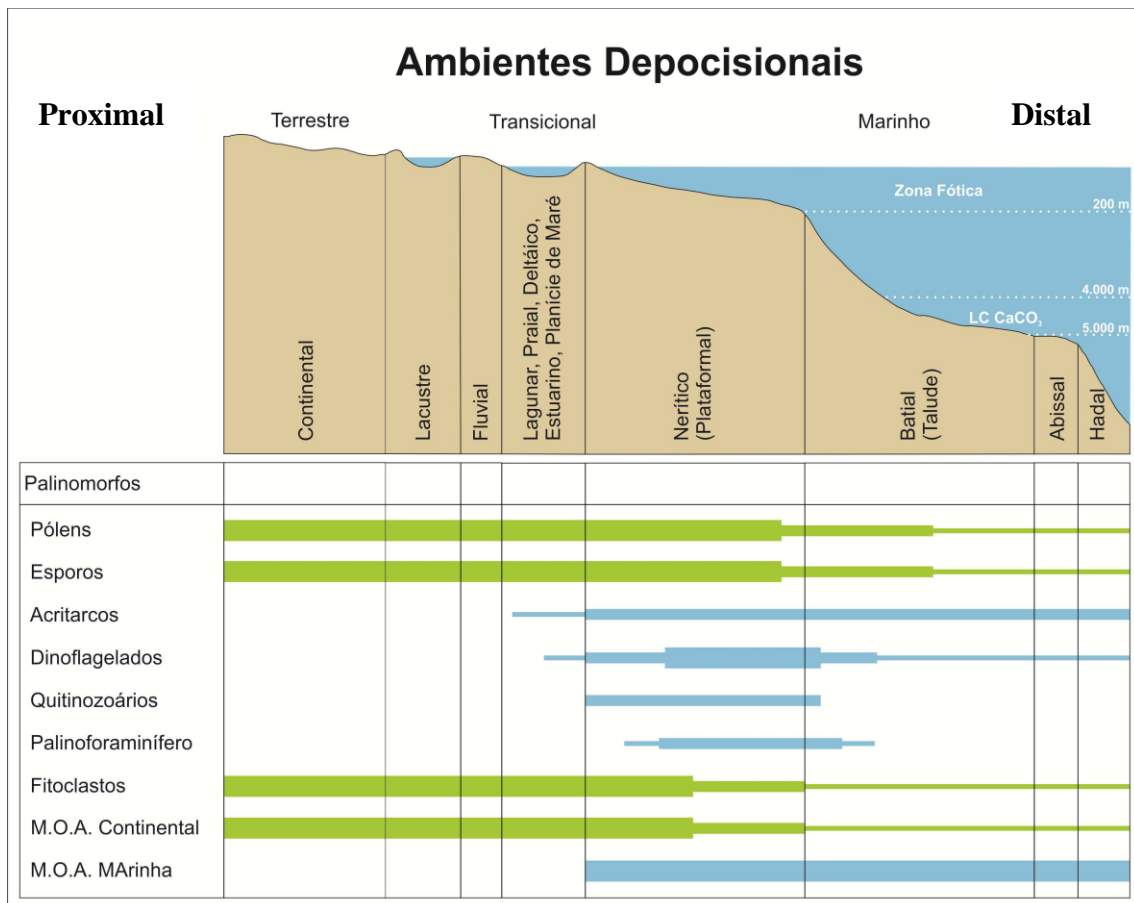 Ambientes Depocisionais
Proximal
Distal
Terrestre
Transicional
Marinho
Zona Fótica
200 m
4.000 m
LC CaCO₃
5.000 m
Continental
Lacustre
Fluvial
Lagunar, Praial, Deltáico,
Estuarino, Planície de Maré
Nerítico
(Plataformal)
Batial
(Talude)
Abissal
Hadal
Palinomorfos
Pólens
Esporos
Acritarcos
Dinoflagelados
Quitinozoários
Palinoforaminífero
Fitoclastos
M.O.A. Continental
M.O.A. MArinha